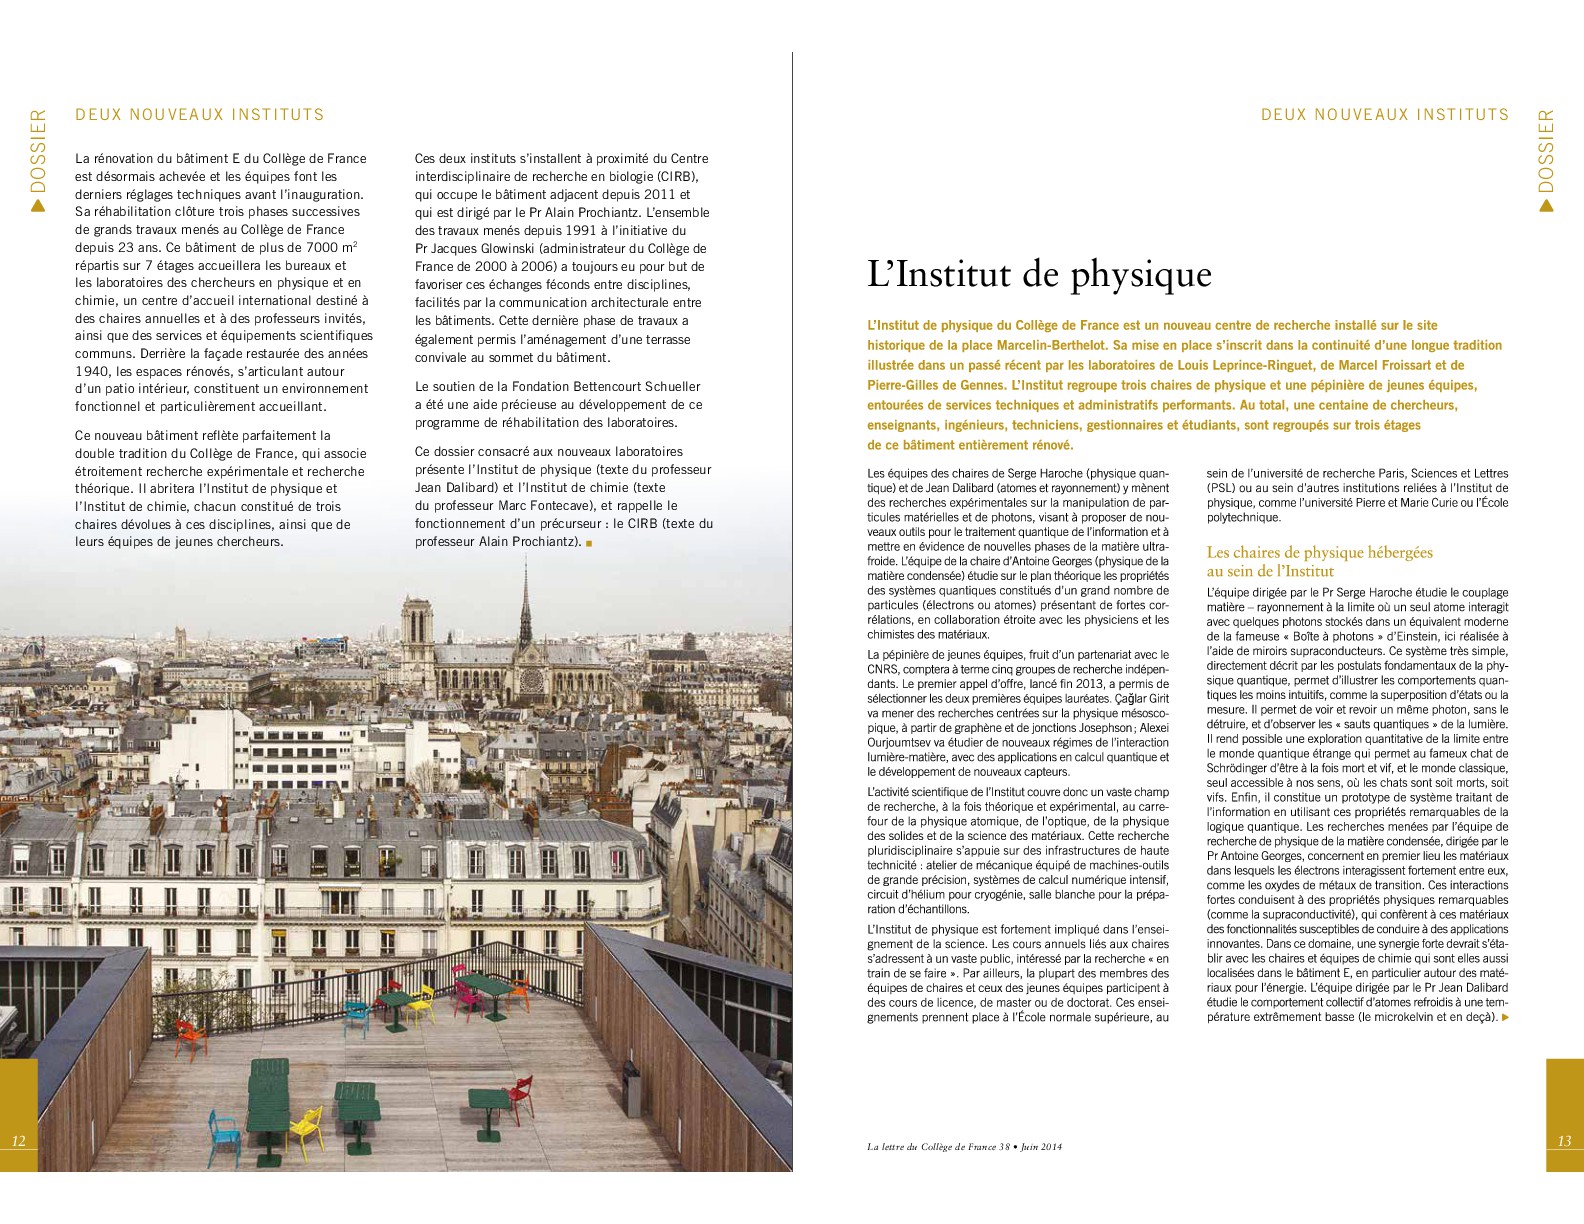 DOSSIER
DEUX NOUVEAUX INSTITUTS
La rénovation du bâtiment E du Collège de France
est désormais achevée et les équipes font les
derniers réglages techniques avant l'inauguration.
Sa réhabilitation clôture trois phases successives
de grands travaux menés au Collège de France
depuis 23 ans. Ce bâtiment de plus de 7000 m²
répartis sur 7 étages accueillera les bureaux et
les laboratoires des chercheurs en physique et en
chimie, un centre d'accueil international destiné à
des chaires annuelles et à des professeurs invités,
ainsi que des services et équipements scientifiques
communs. Derrière la façade restaurée des années
1940, les espaces rénovés, s'articulant autour
d'un patio intérieur, constituent un environnement
fonctionnel et particulièrement accueillant.
Ce nouveau bâtiment reflète parfaitement la
double tradition du Collège de France, qui associe
étroitement recherche expérimentale et recherche
théorique. Il abritera l'Institut de physique et
l'Institut de chimie, chacun constitué de trois
chaires dévolues à ces disciplines, ainsi que de
leurs équipes de jeunes chercheurs.
Ces deux instituts s'installent à proximité du Centre
interdisciplinaire de recherche en biologie (CIRB),
qui occupe le bâtiment adjacent depuis 2011 et
qui est dirigé par le Pr Alain Prochiantz. L'ensemble
des travaux menés depuis 1991 à l'initiative du
Pr Jacques Glowinski (administrateur du Collège de
France de 2000 à 2006) a toujours eu pour but de
favoriser ces échanges féconds entre disciplines,
facilités par la communication architecturale entre
les bâtiments. Cette dernière phase de travaux a
également permis l'aménagement d'une terrasse
convivale au sommet du bâtiment.
Le soutien de la Fondation Bettencourt Schueller
a été une aide précieuse au développement de ce
programme de réhabilitation des laboratoires.
Ce dossier consacré aux nouveaux laboratoires
présente l'Institut de physique (texte du professeur
Jean Dalibard) et l'Institut de chimie (texte
du professeur Marc Fontecave), et rappelle le
fonctionnement d'un précurseur : le CIRB (texte du
professeur Alain Prochiantz).
12
DEUX NOUVEAUX INSTITUTS
DOSSIER
L'Institut de physique
L'Institut de physique du Collège de France est un nouveau centre de recherche installé sur le site
historique de la place Marcelin-Berthelot. Sa mise en place s'inscrit dans la continuité d'une longue tradition
illustrée dans un passé récent par les laboratoires de Louis Leprince-Ringuet, de Marcel Froissart et de
Pierre-Gilles de Gennes. L'Institut regroupe trois chaires de physique et une pépinière de jeunes équipes,
entourées de services techniques et administratifs performants. Au total, une centaine de chercheurs,
enseignants, ingénieurs, techniciens, gestionnaires et étudiants, sont regroupés sur trois étages
de ce bâtiment entièrement rénové.
Les équipes des chaires de Serge Haroche (physique quan-
tique) et de Jean Dalibard (atomes et rayonnement) y mènent
des recherches expérimentales sur la manipulation de par-
ticules matérielles et de photons, visant à proposer de nou-
veaux outils pour le traitement quantique de l'information et à
mettre en évidence de nouvelles phases de la matière ultra-
froide. L'équipe de la chaire d'Antoine Georges (physique de la
matière condensée) étudie sur le plan théorique les propriétés
des systèmes quantiques constitués d'un grand nombre de
particules (électrons ou atomes) présentant de fortes cor-
rélations, en collaboration étroite avec les physiciens et les
chimistes des matériaux.
La pépinière de jeunes équipes, fruit d'un partenariat avec le
CNRS, comptera à terme cinq groupes de recherche indépen-
dants. Le premier appel d'offre, lancé fin 2013, a permis de
sélectionner les deux premières équipes lauréates. Çağlar Girit
va mener des recherches centrées sur la physique mésosco-
pique, à partir de graphène et de jonctions Josephson ; Alexei
Ourjoumtsev va étudier de nouveaux régimes de l'interaction
lumière-matière, avec des applications en calcul quantique et
le développement de nouveaux capteurs.
L'activité scientifique de l'Institut couvre donc un vaste champ
de recherche, à la fois théorique et expérimental, au carre-
four de la physique atomique, de l'optique, de la physique
des solides et de la science des matériaux. Cette recherche
pluridisciplinaire s'appuie sur des infrastructures de haute
technicité : atelier de mécanique équipé de machines-outils
de grande précision, systèmes de calcul numérique intensif,
circuit d'hélium pour cryogénie, salle blanche pour la prépa-
ration d'échantillons.
L'Institut de physique est fortement impliqué dans l'ensei-
gnement de la science. Les cours annuels liés aux chaires
s'adressent à un vaste public, intéressé par la recherche « en
train de se faire ». Par ailleurs, la plupart des membres des
équipes de chaires et ceux des jeunes équipes participent à
des cours de licence, de master ou de doctorat. Ces ensei-
gnements prennent place à l'École normale supérieure, au
sein de l'université de recherche Paris, Sciences et Lettres
(PSL) ou au sein d'autres institutions reliées à l'Institut de
physique, comme l'université Pierre et Marie Curie ou l'École
polytechnique.
Les chaires de physique hébergées
au sein de l'Institut
L'équipe dirigée par le Pr Serge Haroche étudie le couplage
matière – rayonnement à la limite où un seul atome interagit
avec quelques photons stockés dans un équivalent moderne
de la fameuse « Boîte à photons » d'Einstein, ici réalisée à
l'aide de miroirs supraconducteurs. Ce système très simple,
directement décrit par les postulats fondamentaux de la phy-
sique quantique, permet d'illustrer les comportements quan-
tiques les moins intuitifs, comme la superposition d'états ou la
mesure. Il permet de voir et revoir un même photon, sans le
détruire, et d'observer les « sauts quantiques » de la lumière.
Il rend possible une exploration quantitative de la limite entre
le monde quantique étrange qui permet au fameux chat de
Schrödinger d'être à la fois mort et vif, et le monde classique,
seul accessible à nos sens, où les chats sont soit morts, soit
vifs. Enfin, il constitue un prototype de système traitant de
l'information en utilisant ces propriétés remarquables de la
logique quantique. Les recherches menées par l'équipe de
recherche de physique de la matière condensée, dirigée par le
Pr Antoine Georges, concernent en premier lieu les matériaux
dans lesquels les électrons interagissent fortement entre eux,
comme les oxydes de métaux de transition. Ces interactions
fortes conduisent à des propriétés physiques remarquables
(comme la supraconductivité), qui confèrent à ces matériaux
des fonctionnalités susceptibles de conduire à des applications
innovantes. Dans ce domaine, une synergie forte devrait s'éta-
blir avec les chaires et équipes de chimie qui sont elles aussi
localisées dans le bâtiment E, en particulier autour des maté-
riaux pour l'énergie. L'équipe dirigée par le Pr Jean Dalibard
étudie le comportement collectif d'atomes refroidis à une tem-
pérature extrêmement basse (le microkelvin et en deçà).
La lettre du Collège de France 38 • Juin 2014
13